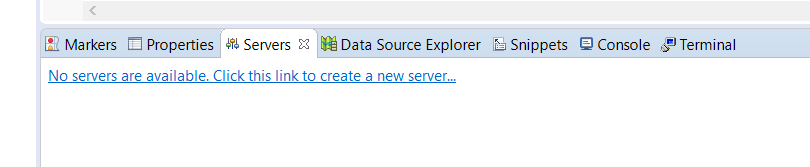 Markers Properties Servers Data Source Explorer Snippets Console Terminal
No servers are available. Click this link to create a new server...